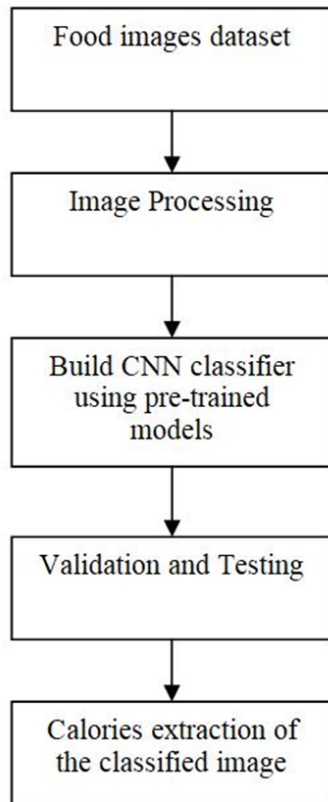 Food images dataset
Image Processing
Build CNN classifier
using pre-trained
models
Validation and Testing
Calories extraction of
the classified image